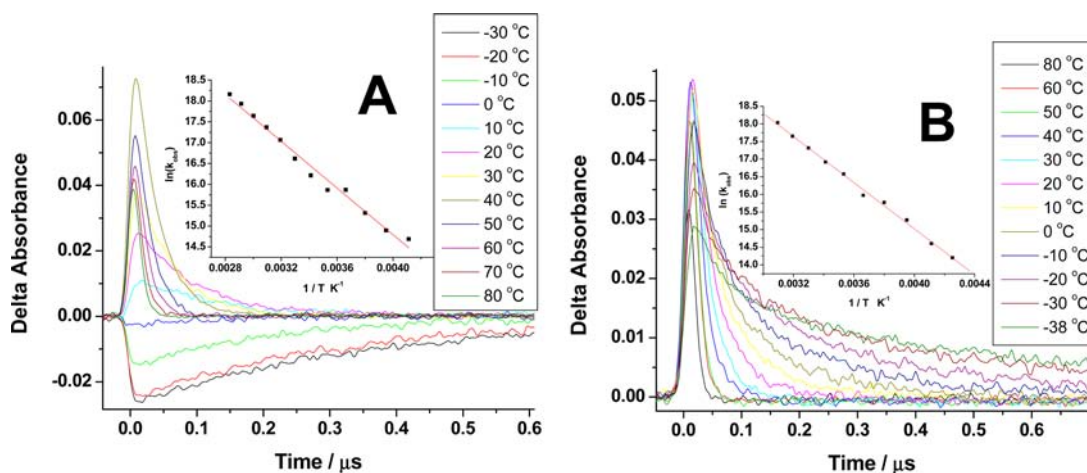 A
Delta Absorbance
0.06
0.04
0.02
0.00
-0.02
0.0 0.1 0.2 0.3 0.4 0.5 0.6
Time / μs
ln(k obs)
18.5
18.0
17.5
17.0
16.5
16.0
15.5
15.0
14.5
0.0028 0.0032 0.0036 0.0040
1 / T K-1
-30 °C
-20 °C
-10 °C
0 °C
10 °C
20 °C
30 °C
40 °C
50 °C
60 °C
70 °C
80 °C
B
Delta Absorbance
0.05
0.04
0.03
0.02
0.01
0.00
0.0 0.1 0.2 0.3 0.4 0.5 0.6
Time / μs
ln (k obs)
18.5
18.0
17.5
17.0
16.5
16.0
15.5
15.0
14.5
14.0
0.0032 0.0036 0.0040 0.0044
1 / T K-1
80 °C
60 °C
50 °C
40 °C
30 °C
20 °C
10 °C
0 °C
-10 °C
-20 °C
-30 °C
-38 °C